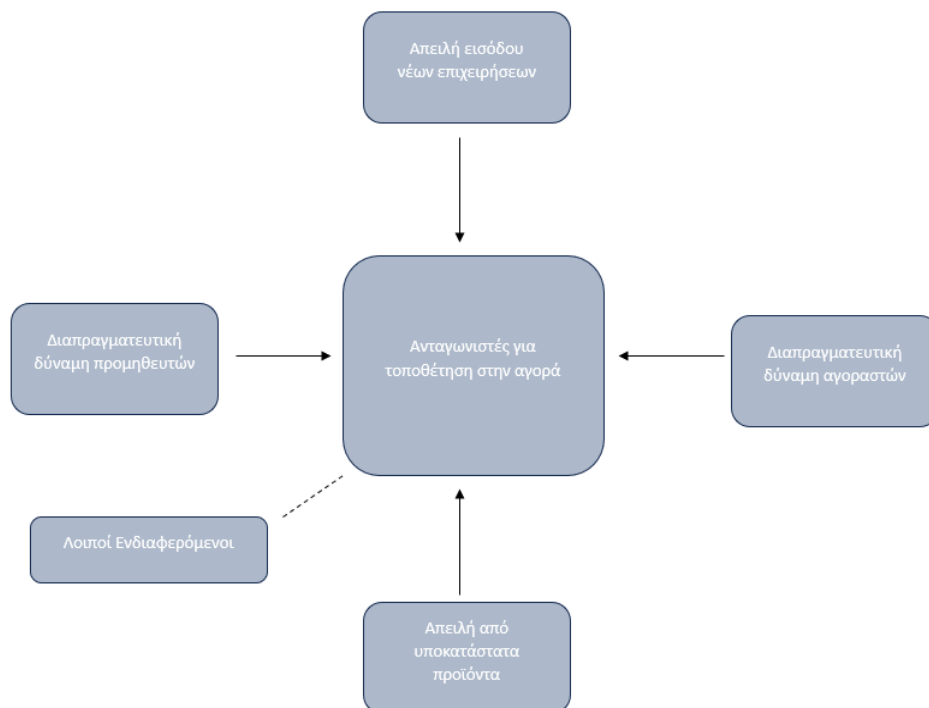 Απειλή εισόδου
νέων επιχειρήσεων
Διαπραγματευτική
δύναμη προμηθευτών
Ανταγωνιστές για
τοποθέτηση στην αγορά
Διαπραγματευτική
δύναμη αγοραστών
Λοιποί Ενδιαφερόμενοι
Απειλή από
υποκατάστατα
προϊόντα